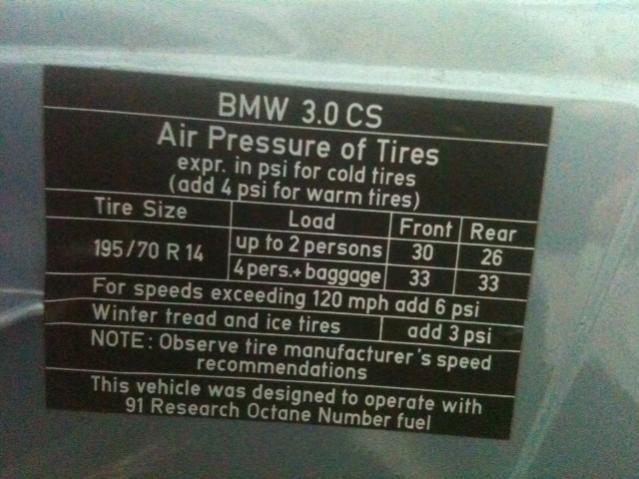 BMW 3.0 CS
Air Pressure of Tires
expr. in psi for cold tires
(add 4 psi for warm tires)
Tire Size Load Front Rear
195/70 R 14 up to 2 persons 30 26
4 pers.+ baggage 33 33
For speeds exceeding 120 mph add 6 psi
Winter tread and ice tires add 3 psi
NOTE: Observe tire manufacturer's speed
recommendations
This vehicle was designed to operate with
91 Research Octane Number fuel